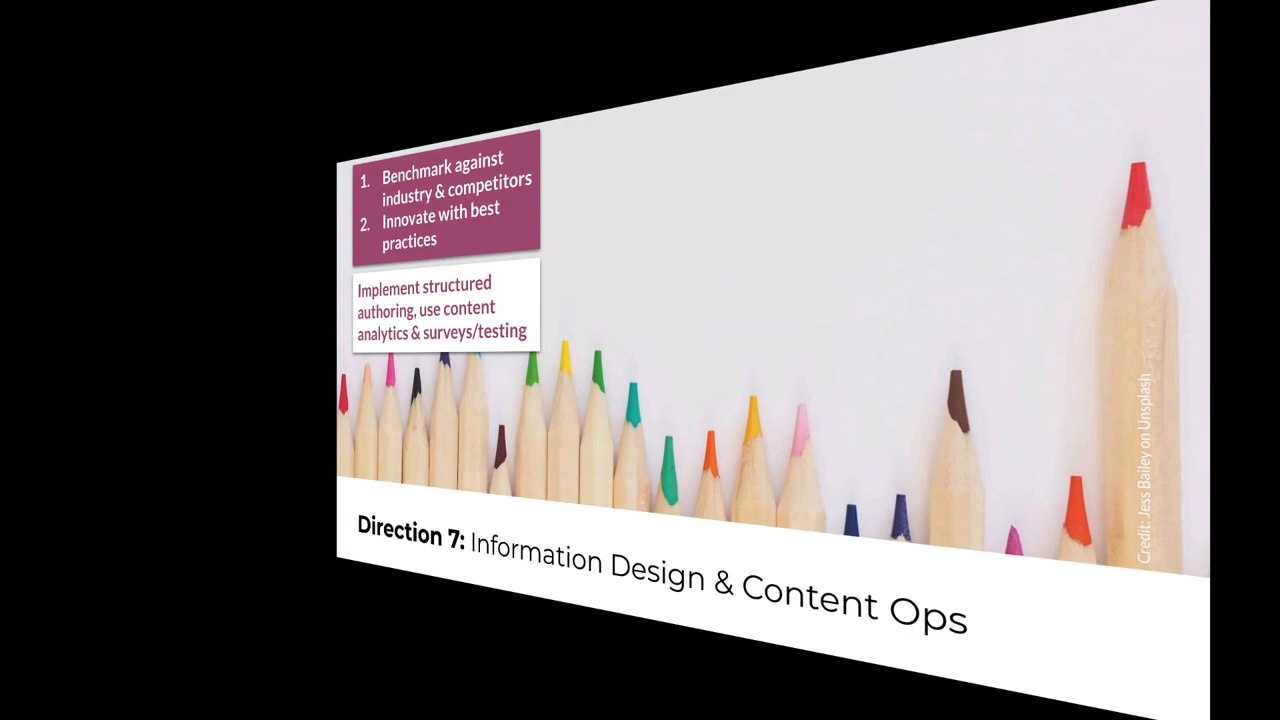 1. Benchmark against
industry & competitors
2. Innovate with best
practices
Implement structured
authoring, use content
analytics & surveys/testing
Credit: Jess Bailey on Unsplash
Direction 7: Information Design & Content Ops